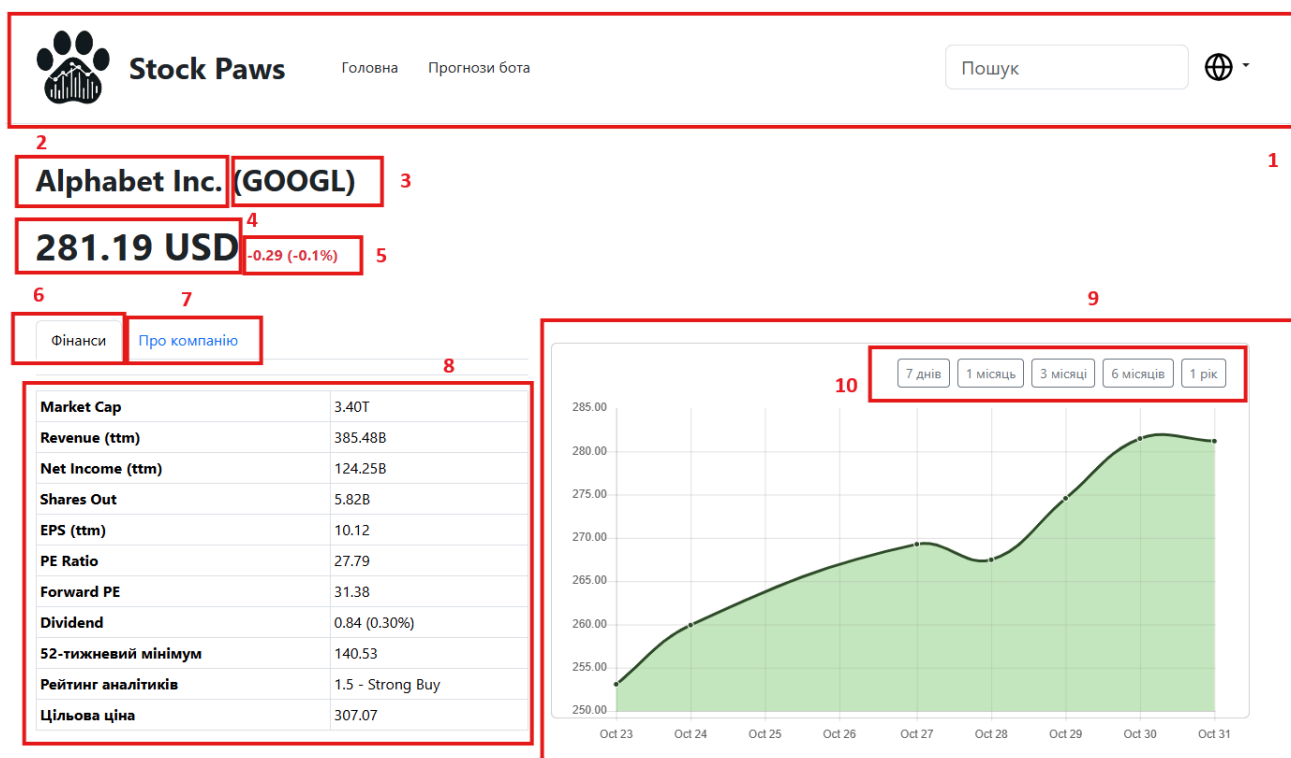 Stock Paws Головна Прогнози бота Пошук
2
1
Alphabet Inc. (GOOGL) 3
4
281.19 USD -0.29 (-0.1%) 5
6 7
Фінанси Про компанію
8
Market Cap 3.40T
Revenue (ttm) 385.48B
Net Income (ttm) 124.25B
Shares Out 5.82B
EPS (ttm) 10.12
PE Ratio 27.79
Forward PE 31.38
Dividend 0.84 (0.30%)
52-тижневий мінімум 140.53
Рейтинг аналітиків 1.5 - Strong Buy
Цільова ціна 307.07
9
10
7 днів 1 місяць 3 місяці 6 місяців 1 рік
285.00
280.00
275.00
270.00
265.00
260.00
255.00
250.00
Oct 23 Oct 24 Oct 25 Oct 26 Oct 27 Oct 28 Oct 29 Oct 30 Oct 31